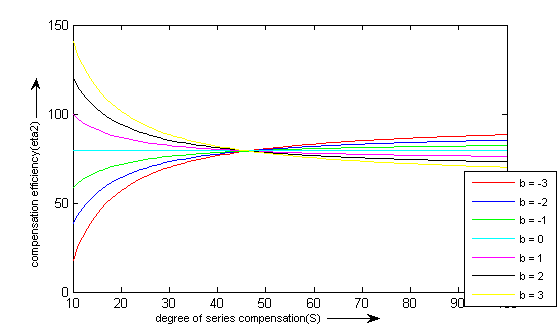 150
100
50
0
compensation efficiency(eta2)
10 20 30 40 50 60 70 80 90
degree of series compensation(S)
b = -3
b = -2
b = -1
b = 0
b = 1
b = 2
b = 3